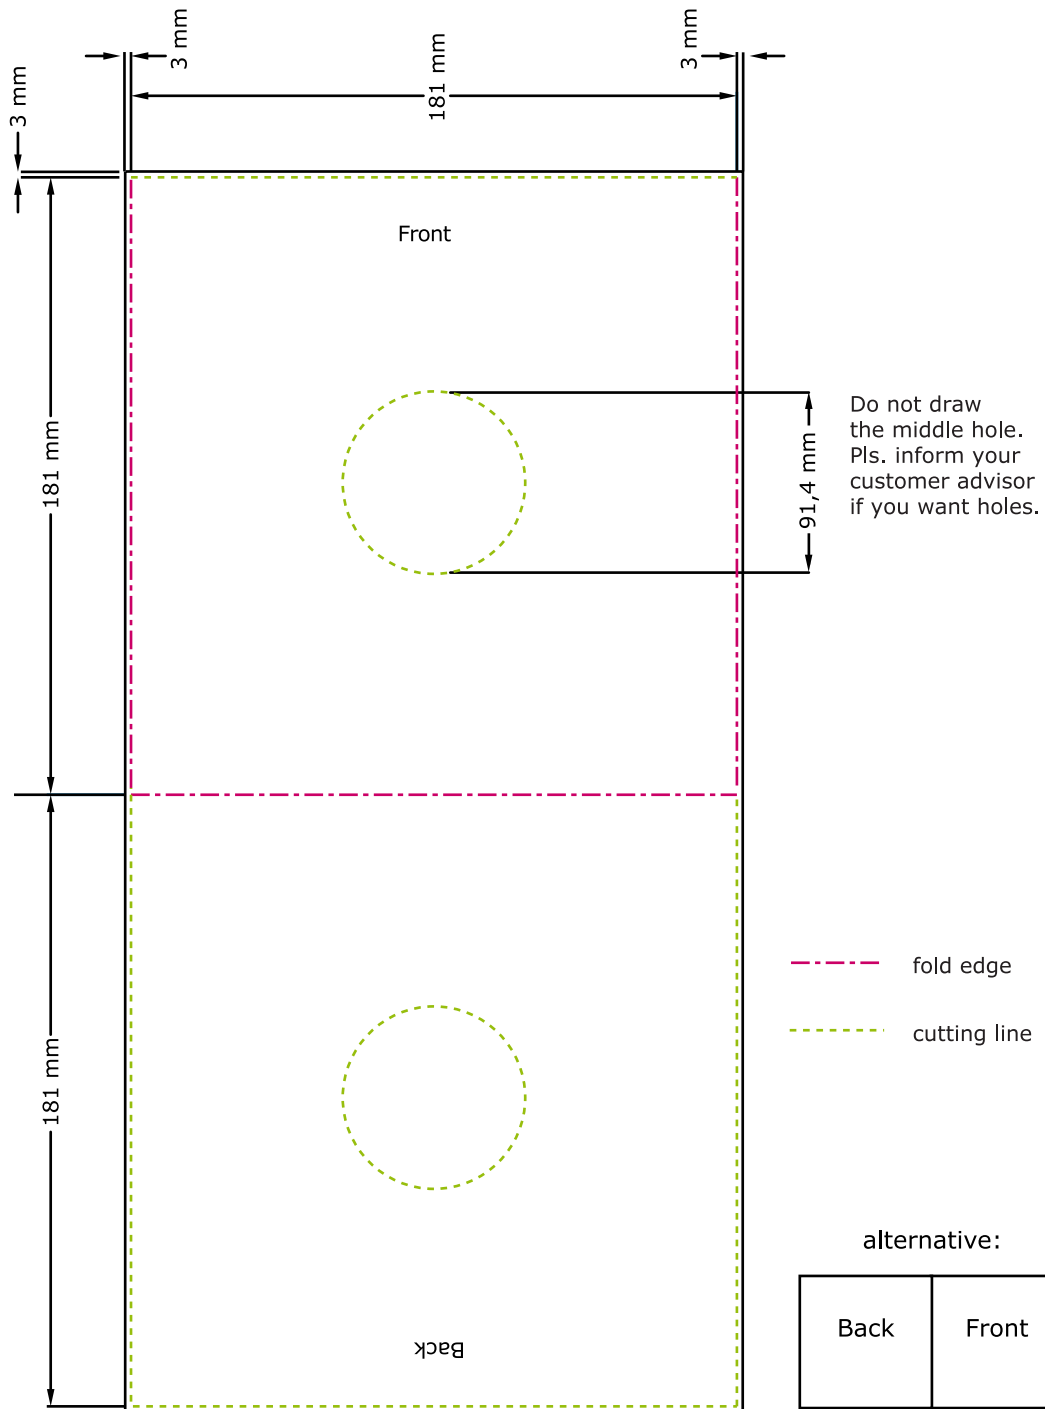 3 mm
181 mm
3 mm
3 mm
Front
181 mm
91,4 mm
Do not draw
the middle hole.
Pls. inform your
customer advisor
if you want holes.
fold edge
cutting line
181 mm
alternative:
Back
Front
Back